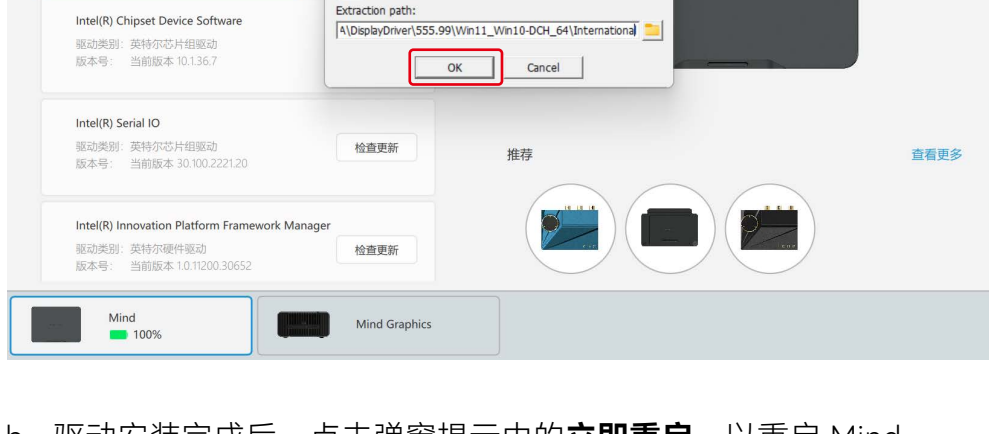 Intel(R) Chipset Device Software
驱动类别： 英特尔芯片组驱动
版本号： 当前版本 10.1.36.7
Extraction path:
A\DisplayDriver\555.99\Win11_Win10-DCH_64\International
OK
Cancel
Intel(R) Serial IO
驱动类别： 英特尔芯片组驱动
版本号： 当前版本 30.100.2221.20
检查更新
Intel(R) Innovation Platform Framework Manager
驱动类别： 英特尔硬件驱动
版本号： 当前版本 1.0.11200.30652
检查更新
推荐
查看更多
Mind
100%
Mind Graphics
b. 驱动安装完成后，点击弹窗提示中的立即重启，以重启 Mind